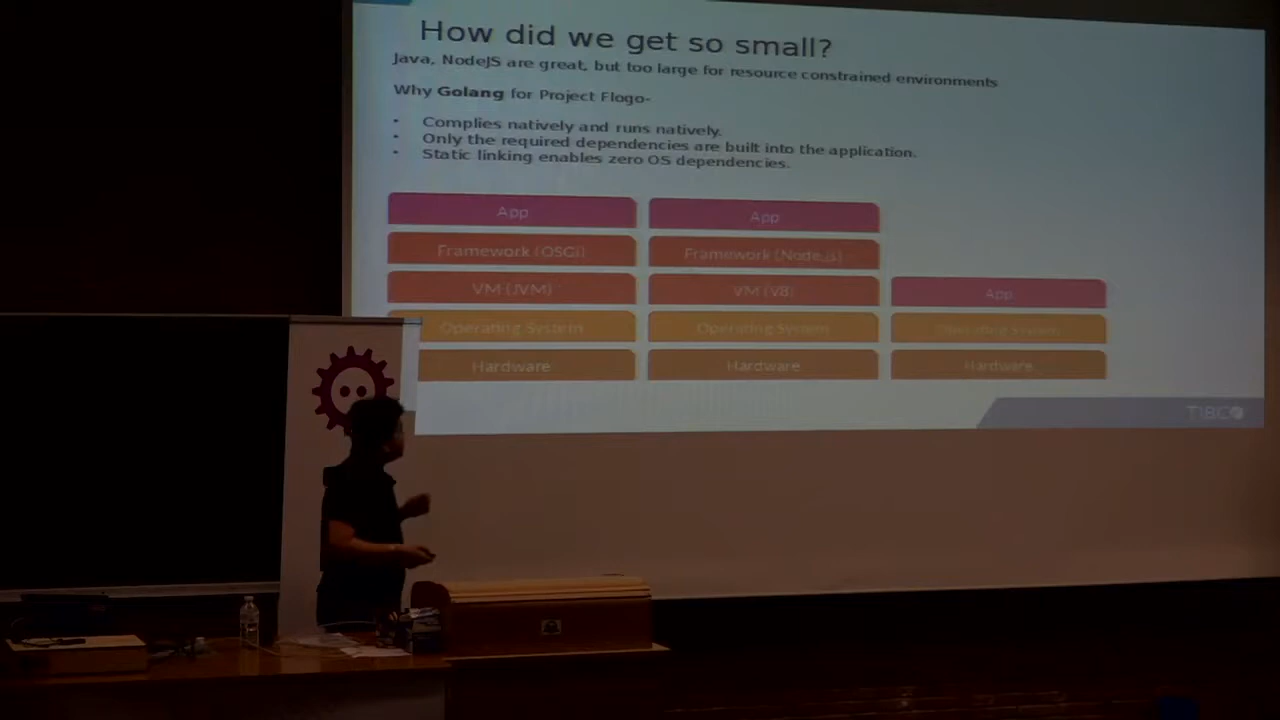 How did we get so small?
Java, NodeJS are great, but too large for resource constrained environments
Why Golang for Project Flogo-
• Complies natively and runs natively.
• Only the required dependencies are built into the application.
• Static linking enables zero OS dependencies.
App
App
Framework (OSGi)
Framework (Node.js)
VM (JVM)
VM (V8)
App
Operating System
Operating System
Operating System
Hardware
Hardware
Hardware
TIBCO